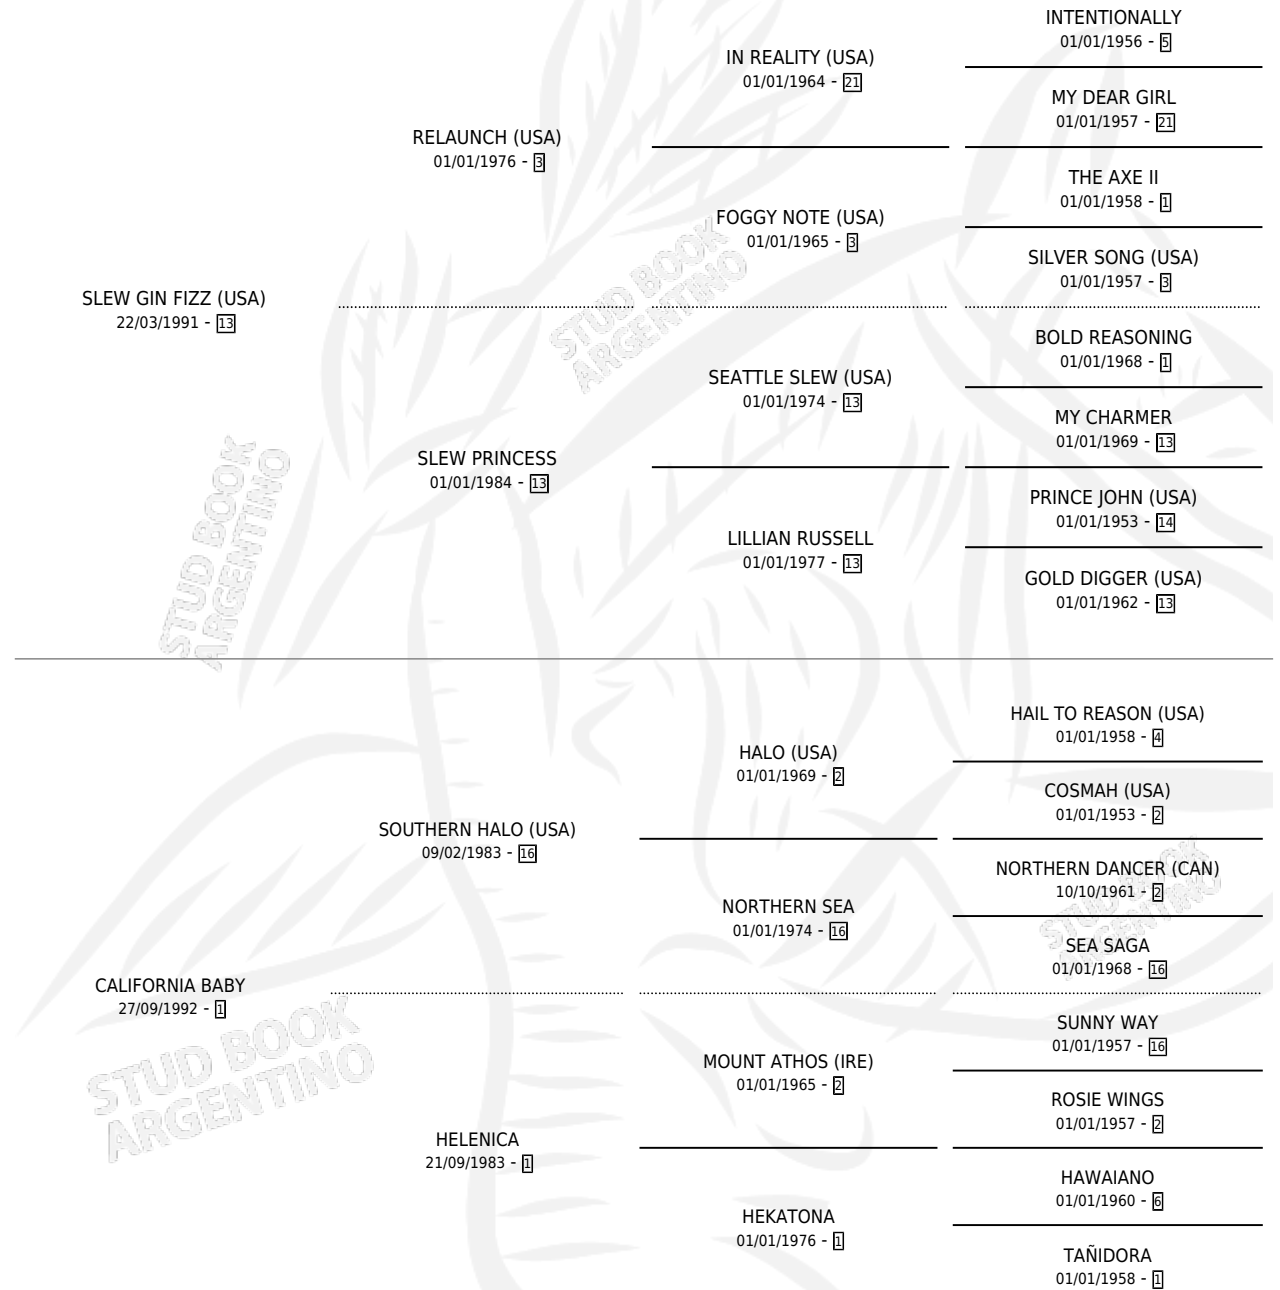 INTENTIONALLY
01/01/1956 - 5
IN REALITY (USA)
01/01/1964 - 21
MY DEAR GIRL
01/01/1957 - 21
RELAUNCH (USA)
01/01/1976 - 3
THE AXE II
01/01/1958 - 1
FOGGY NOTE (USA)
01/01/1965 - 3
SILVER SONG (USA)
01/01/1957 - 3
SLEW GIN FIZZ (USA)
22/03/1991 - 13
BOLD REASONING
01/01/1968 - 1
SEATTLE SLEW (USA)
01/01/1974 - 13
MY CHARMER
01/01/1969 - 13
SLEW PRINCESS
01/01/1984 - 13
PRINCE JOHN (USA)
01/01/1953 - 14
LILLIAN RUSSELL
01/01/1977 - 13
GOLD DIGGER (USA)
01/01/1962 - 13
HAIL TO REASON (USA)
01/01/1958 - 4
HALO (USA)
01/01/1969 - 2
COSMAH (USA)
01/01/1953 - 2
SOUTHERN HALO (USA)
09/02/1983 - 16
NORTHERN DANCER (CAN)
10/10/1961 - 2
NORTHERN SEA
01/01/1974 - 16
SEA SAGA
01/01/1968 - 16
CALIFORNIA BABY
27/09/1992 - 1
SUNNY WAY
01/01/1957 - 16
MOUNT ATHOS (IRE)
01/01/1965 - 2
ROSIE WINGS
01/01/1957 - 2
HELENICA
21/09/1983 - 1
HAWAIANO
01/01/1960 - 6
HEKATONA
01/01/1976 - 1
TAÑIDORA
01/01/1958 - 1
STUD BOOK
ARGENTINO
STUD BOOK
ARGENTINO
STUD BOOK
ARGENTINO
STUD BOOK
ARGENTINO